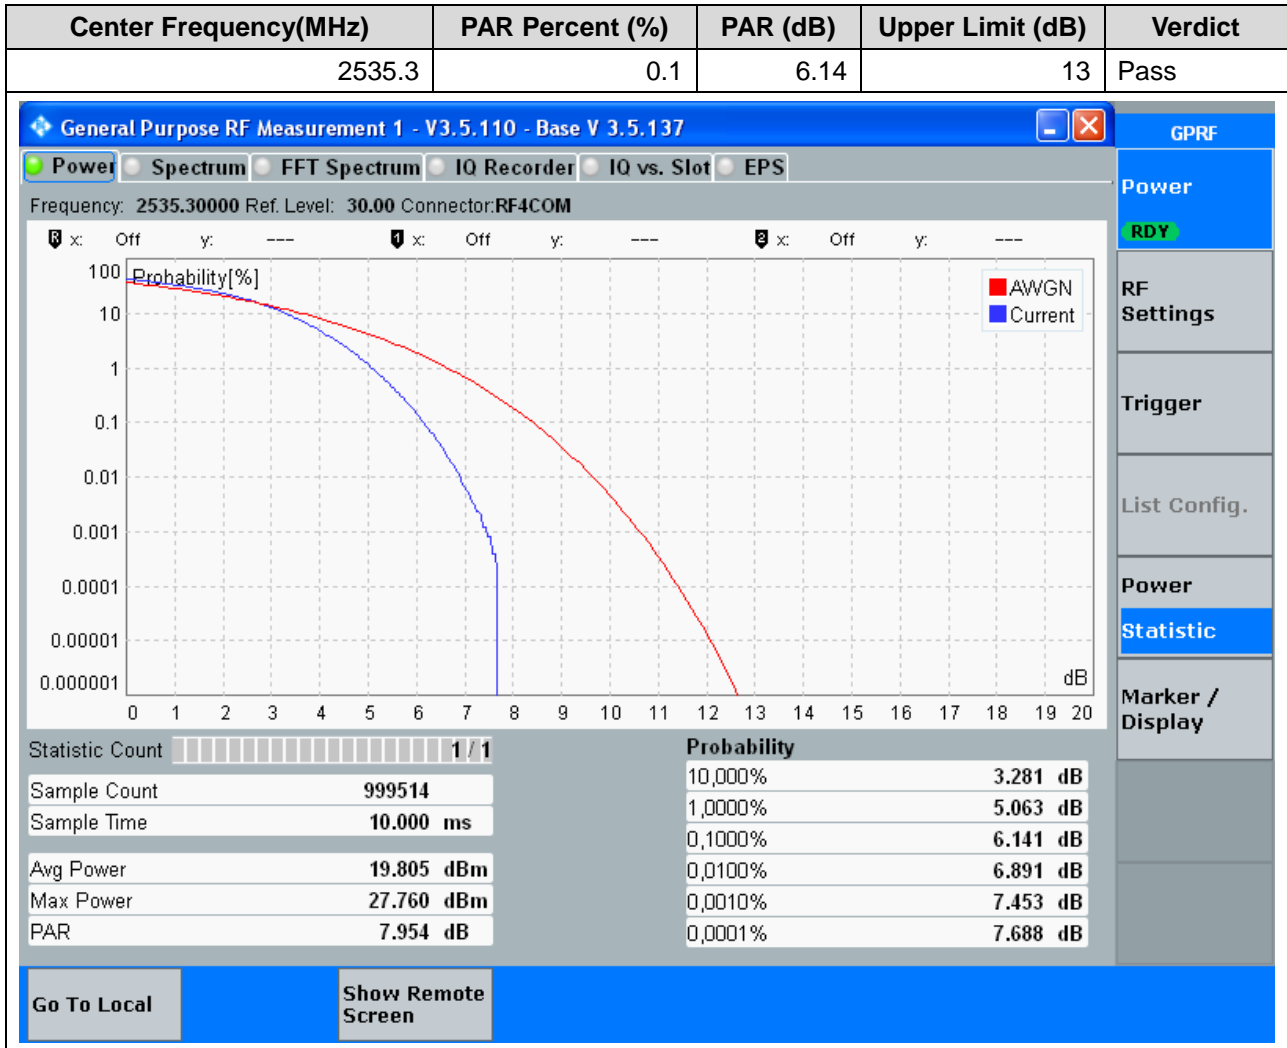 Center Frequency(MHz) PAR Percent (%) PAR (dB) Upper Limit (dB) Verdict
2535.3 0.1 6.14 13 Pass
General Purpose RF Measurement 1 - V3.5.110 - Base V 3.5.137
GPRF
Power Spectrum FFT Spectrum IQ Recorder IQ vs. Slot EPS
Power
RDY
Frequency: 2535.30000 Ref. Level: 30.00 Connector:RF4COM
R x: Off y: --- 1 x: Off y: --- 2 x: Off y: ---
100 Probability[%]
AWGN
Current
10
1
0.1
0.01
0.001
0.0001
0.00001
0.000001
dB
0 1 2 3 4 5 6 7 8 9 10 11 12 13 14 15 16 17 18 19 20
RF
Settings
Trigger
List Config.
Power
Statistic
Marker /
Display
Statistic Count 1 / 1
Sample Count 999514
Sample Time 10.000 ms
Avg Power 19.805 dBm
Max Power 27.760 dBm
PAR 7.954 dB
Probability
10,000% 3.281 dB
1,0000% 5.063 dB
0,1000% 6.141 dB
0,0100% 6.891 dB
0,0010% 7.453 dB
0,0001% 7.688 dB
Go To Local
Show Remote
Screen